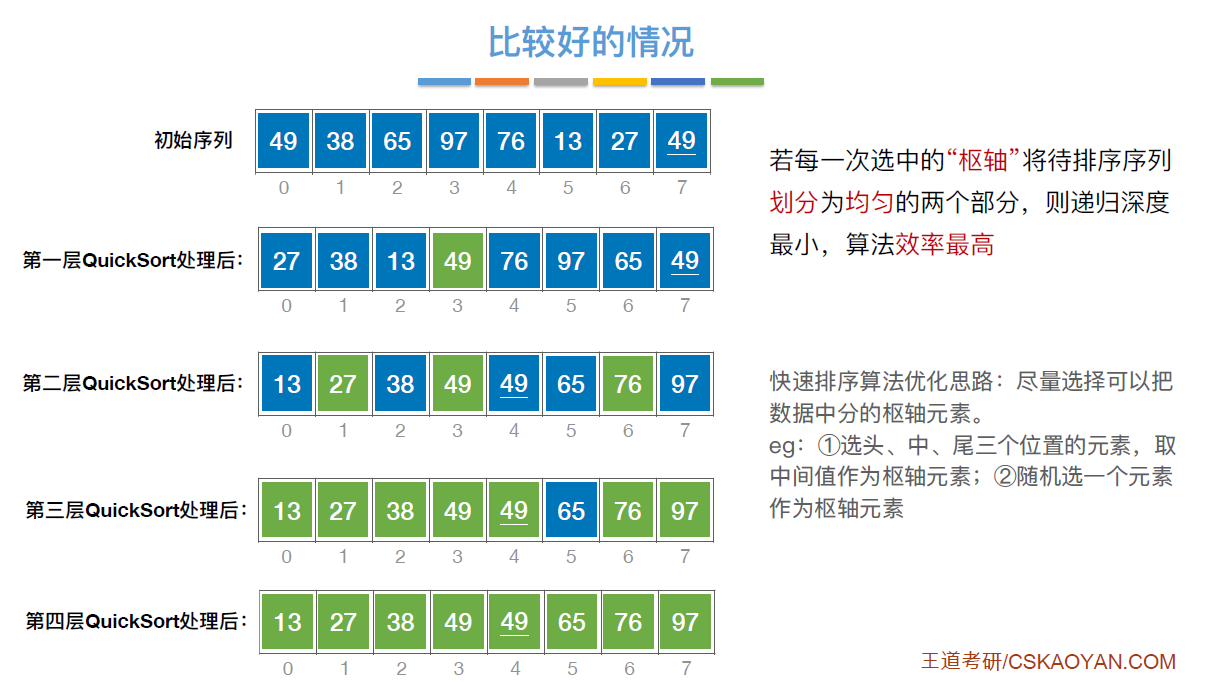 比较好的情况
初始序列 49 38 65 97 76 13 27 49
0 1 2 3 4 5 6 7
第一层QuickSort处理后： 27 38 13 49 76 97 65 49
0 1 2 3 4 5 6 7
第二层QuickSort处理后： 13 27 38 49 49 65 76 97
0 1 2 3 4 5 6 7
第三层QuickSort处理后： 13 27 38 49 49 65 76 97
0 1 2 3 4 5 6 7
第四层QuickSort处理后： 13 27 38 49 49 65 76 97
0 1 2 3 4 5 6 7
若每一次选中的“枢轴”将待排序序列
划分为均匀的两个部分，则递归深度
最小，算法效率最高
快速排序算法优化思路：尽量选择可以把
数据中分的枢轴元素。
eg：①选头、中、尾三个位置的元素，取
中间值作为枢轴元素；②随机选一个元素
作为枢轴元素
王道考研/CSKAOYAN.COM